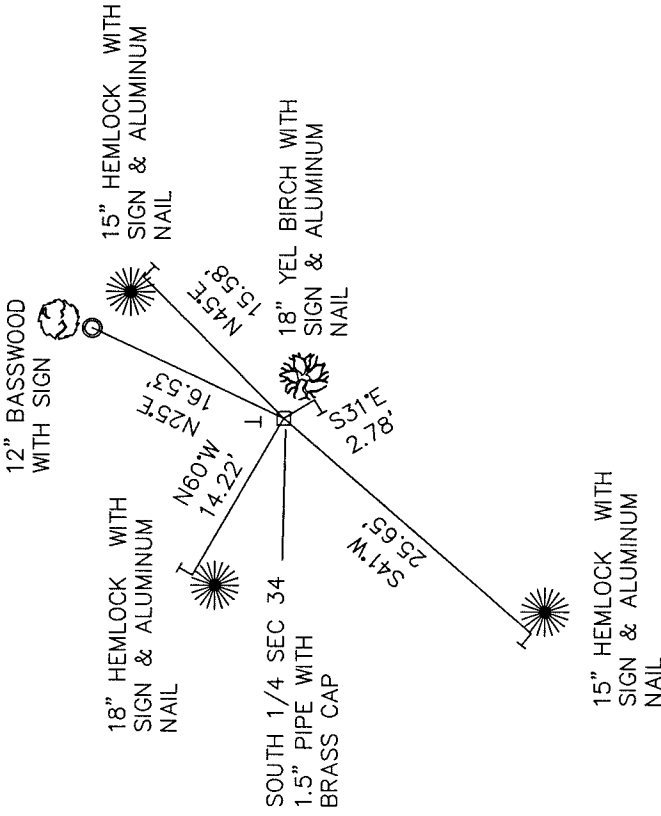 12" BASSWOOD
WITH SIGN
15" HEMLOCK WITH
SIGN & ALUMINUM
NAIL
N45°E
15.58'
18" YEL BIRCH WITH
SIGN & ALUMINUM
NAIL
N25°E
16.53'
S31°E
2.78'
18" HEMLOCK WITH
SIGN & ALUMINUM
NAIL
N60°W
14.22'
SOUTH 1/4 SEC 34
1.5" PIPE WITH
BRASS CAP
S41°W
25.65'
15" HEMLOCK WITH
SIGN & ALUMINUM
NAIL